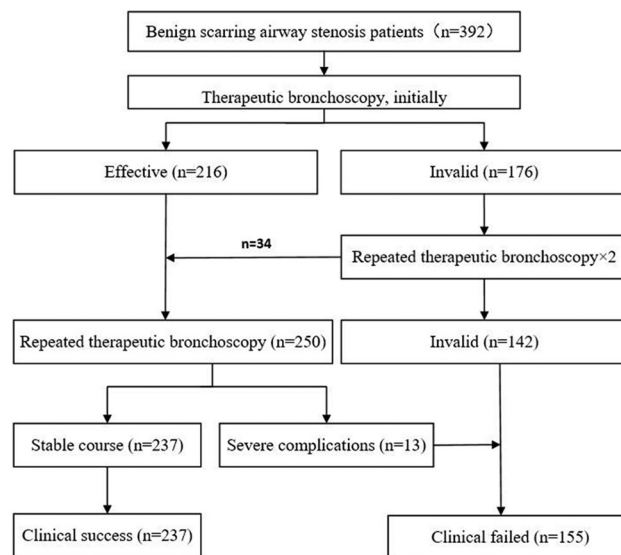 Benign scarring airway stenosis patients（n=392）
Therapeutic bronchoscopy, initially
Effective (n=216)
Invalid (n=176)
n=34
Repeated therapeutic bronchoscopy×2
Repeated therapeutic bronchoscopy (n=250)
Invalid (n=142)
Stable course (n=237)
Severe complications (n=13)
Clinical success (n=237)
Clinical failed (n=155)